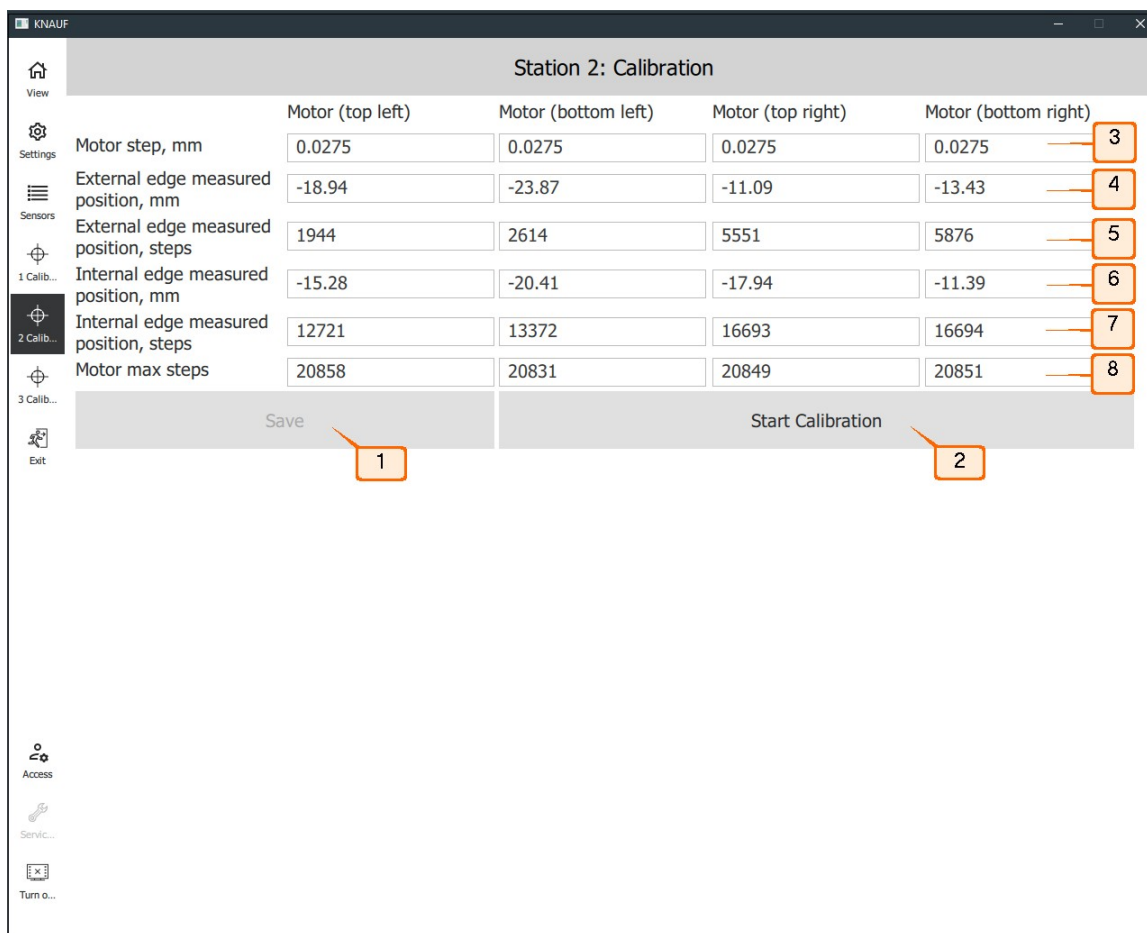 KNAUF
Station 2: Calibration
View
Settings
Sensors
1 Calib...
2 Calib...
3 Calib...
Exit
Access
Servic...
Turn o...
Motor (top left) Motor (bottom left) Motor (top right) Motor (bottom right)
Motor step, mm 0.0275 0.0275 0.0275 0.0275 3
External edge measured
position, mm -18.94 -23.87 -11.09 -13.43 4
External edge measured
position, steps 1944 2614 5551 5876 5
Internal edge measured
position, mm -15.28 -20.41 -17.94 -11.39 6
Internal edge measured
position, steps 12721 13372 16693 16694 7
Motor max steps 20858 20831 20849 20851 8
Save Start Calibration
1 2